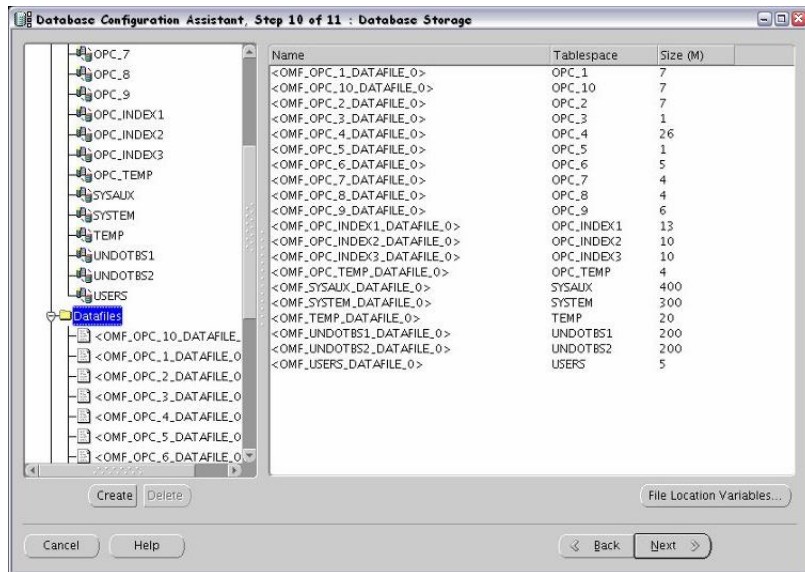 Database Configuration Assistant, Step 10 of 11 : Database Storage
OPC_7
OPC_8
OPC_9
OPC_INDEX1
OPC_INDEX2
OPC_INDEX3
OPC_TEMP
SYSAUX
SYSTEM
TEMP
UNDOTBS1
UNDOTBS2
USERS
Datafiles
<OMF_OPC_10_DATAFILE_
<OMF_OPC_1_DATAFILE_0
<OMF_OPC_2_DATAFILE_0
<OMF_OPC_3_DATAFILE_0
<OMF_OPC_4_DATAFILE_0
<OMF_OPC_5_DATAFILE_0
<OMF_OPC_6_DATAFILE_0
Name Tablespace Size (M)
<OMF_OPC_1_DATAFILE_0> OPC_1 7
<OMF_OPC_10_DATAFILE_0> OPC_10 7
<OMF_OPC_2_DATAFILE_0> OPC_2 7
<OMF_OPC_3_DATAFILE_0> OPC_3 1
<OMF_OPC_4_DATAFILE_0> OPC_4 26
<OMF_OPC_5_DATAFILE_0> OPC_5 1
<OMF_OPC_6_DATAFILE_0> OPC_6 5
<OMF_OPC_7_DATAFILE_0> OPC_7 4
<OMF_OPC_8_DATAFILE_0> OPC_8 4
<OMF_OPC_9_DATAFILE_0> OPC_9 6
<OMF_OPC_INDEX1_DATAFILE_0> OPC_INDEX1 13
<OMF_OPC_INDEX2_DATAFILE_0> OPC_INDEX2 10
<OMF_OPC_INDEX3_DATAFILE_0> OPC_INDEX3 10
<OMF_OPC_TEMP_DATAFILE_0> OPC_TEMP 4
<OMF_SYSAUX_DATAFILE_0> SYSAUX 400
<OMF_SYSTEM_DATAFILE_0> SYSTEM 300
<OMF_TEMP_DATAFILE_0> TEMP 20
<OMF_UNDOTBS1_DATAFILE_0> UNDOTBS1 200
<OMF_UNDOTBS2_DATAFILE_0> UNDOTBS2 200
<OMF_USERS_DATAFILE_0> USERS 5
Create Delete
File Location Variables...
Cancel Help Back Next